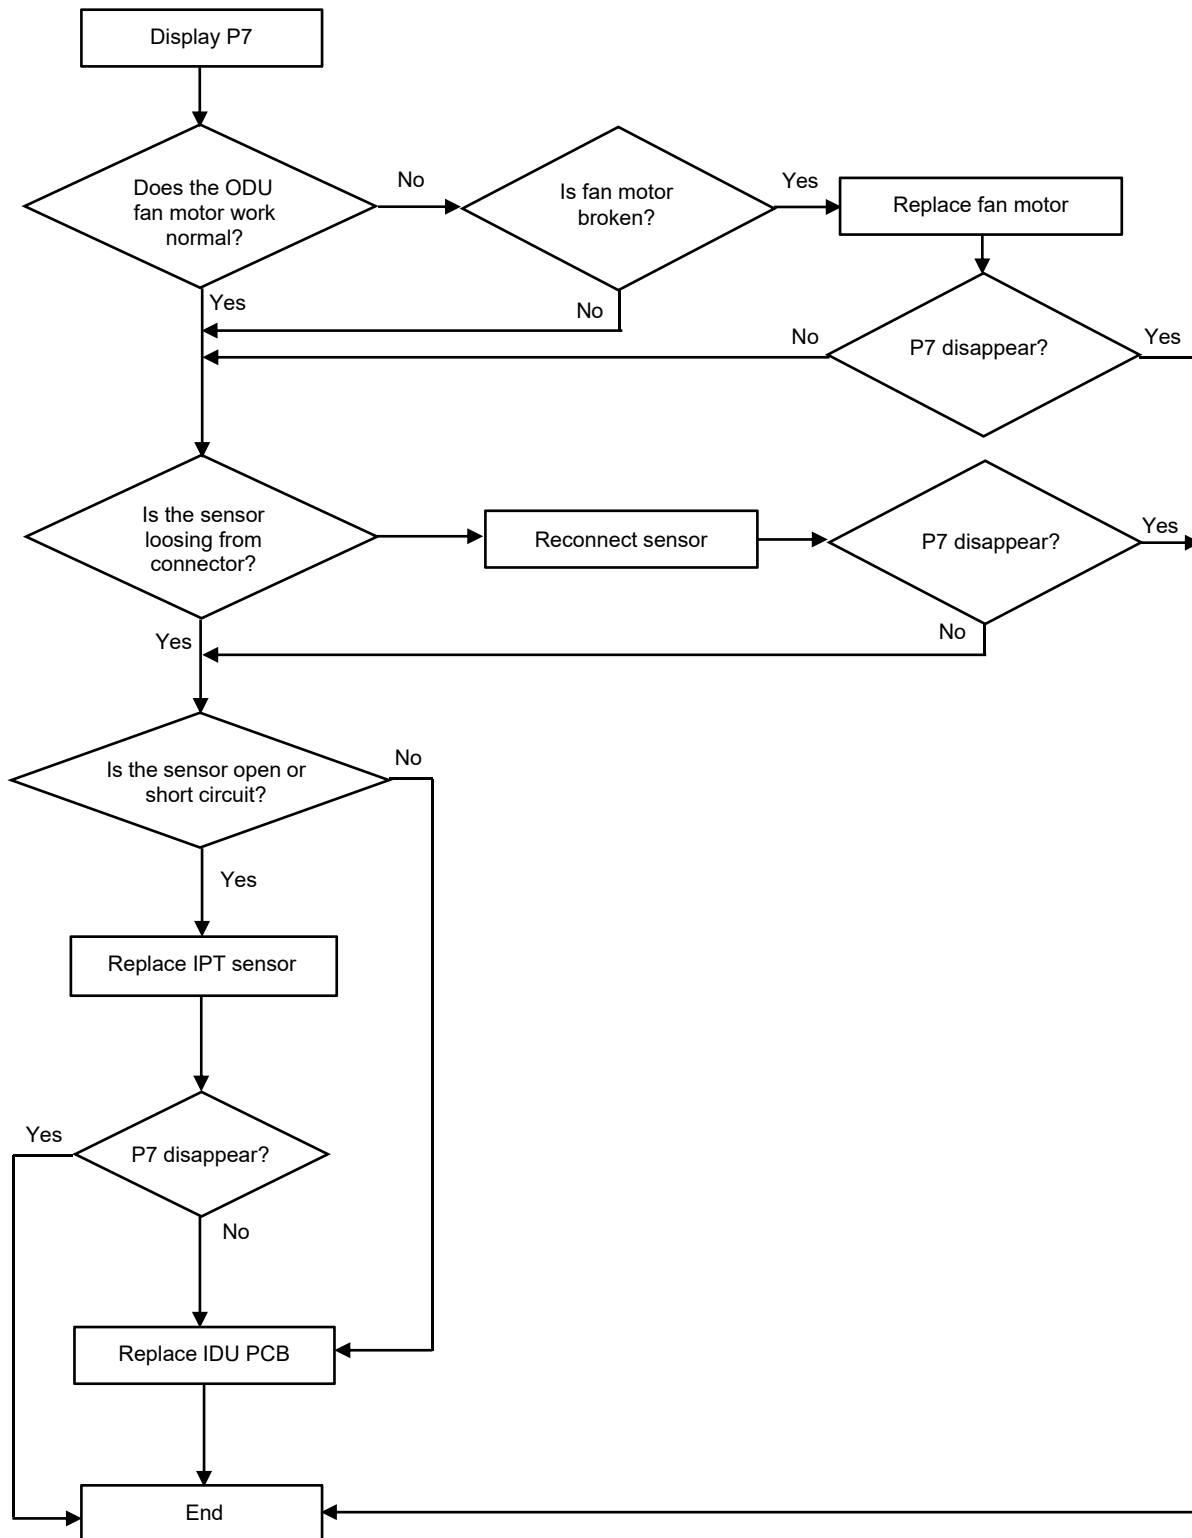 Display P7
Does the ODU
fan motor work
normal?
No
Is fan motor
broken?
Yes
Replace fan motor
Yes
No
No
P7 disappear?
Yes
Is the sensor
loosing from
connector?
Reconnect sensor
P7 disappear?
Yes
Yes
No
Is the sensor open or
short circuit?
No
Yes
Replace IPT sensor
Yes
P7 disappear?
No
Replace IDU PCB
End